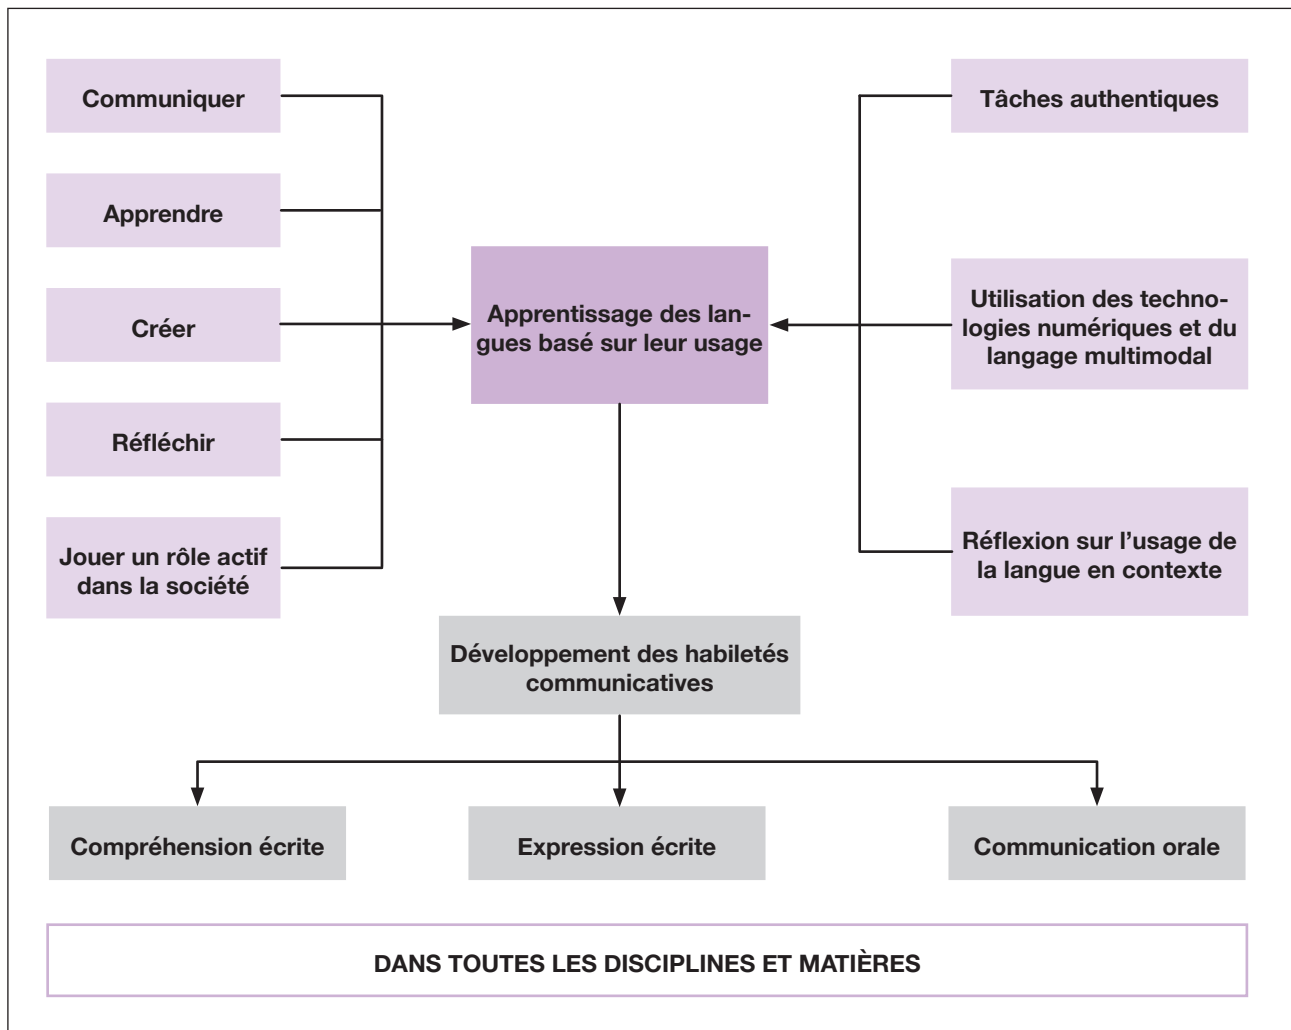 Communiquer
Apprendre
Créer
Réfléchir
Jouer un rôle actif
dans la société
Apprentissage des lan-
gues basé sur leur usage
Tâches authentiques
Utilisation des techno-
logies numériques et du
langage multimodal
Réflexion sur l’usage de
la langue en contexte
Développement des habiletés
communicatives
Compréhension écrite
Expression écrite
Communication orale
DANS TOUTES LES DISCIPLINES ET MATIÈRES